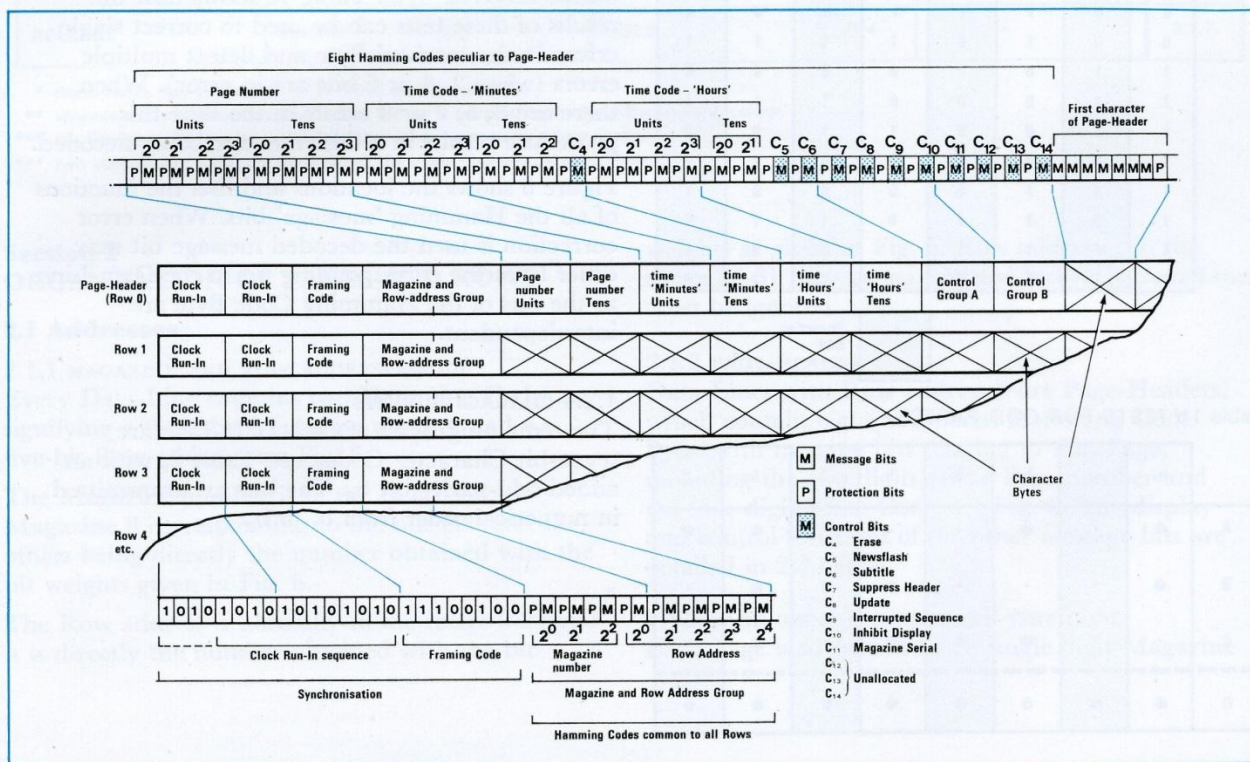 Eight Hamming Codes peculiar to Page-Header
Page Number Time Code – 'Minutes' Time Code – 'Hours' First character of Page-Header
Units Tens Units Tens Units Tens
2⁰ 2¹ 2² 2³ 2⁰ 2¹ 2² 2³ 2⁰ 2¹ 2² 2³ 2⁰ 2¹ 2² C₄ 2⁰ 2¹ 2² 2³ 2⁰ 2¹ C₅ C₆ C₇ C₈ C₉ C₁₀ C₁₁ C₁₂ C₁₃ C₁₄
P M P M P M P M P M P M P M P M P M P M P M P M P M P M P M P M P M P M P M P M P M P M P M P M P M P M P M P M P M P M P M P M M M M M M M M P
Page-Header (Row 0) Clock Run-In Clock Run-In Framing Code Magazine and Row-address Group Page number Units Page number Tens time 'Minutes' Units time 'Minutes' Tens time 'Hours' Units time 'Hours' Tens Control Group A Control Group B
Row 1 Clock Run-In Clock Run-In Framing Code Magazine and Row-address Group
Row 2 Clock Run-In Clock Run-In Framing Code Magazine and Row-address Group
Row 3 Clock Run-In Clock Run-In Framing Code Magazine and Row-address Group
Row 4 etc.
Character Bytes
M Message Bits
P Protection Bits
M Control Bits
C₄ Erase
C₅ Newsflash
C₆ Subtitle
C₇ Suppress Header
C₈ Update
C₉ Interrupted Sequence
C₁₀ Inhibit Display
C₁₁ Magazine Serial
C₁₂
C₁₃ Unallocated
C₁₄
1 0 1 0 1 0 1 0 1 0 1 0 1 0 1 0 1 1 1 0 0 1 0 0 P M P M P M P M P M P M P M P M
2⁰ 2¹ 2² 2⁰ 2¹ 2² 2³ 2⁴
Clock Run-In sequence Framing Code Magazine number Row Address
Synchronisation Magazine and Row Address Group
Hamming Codes common to all Rows